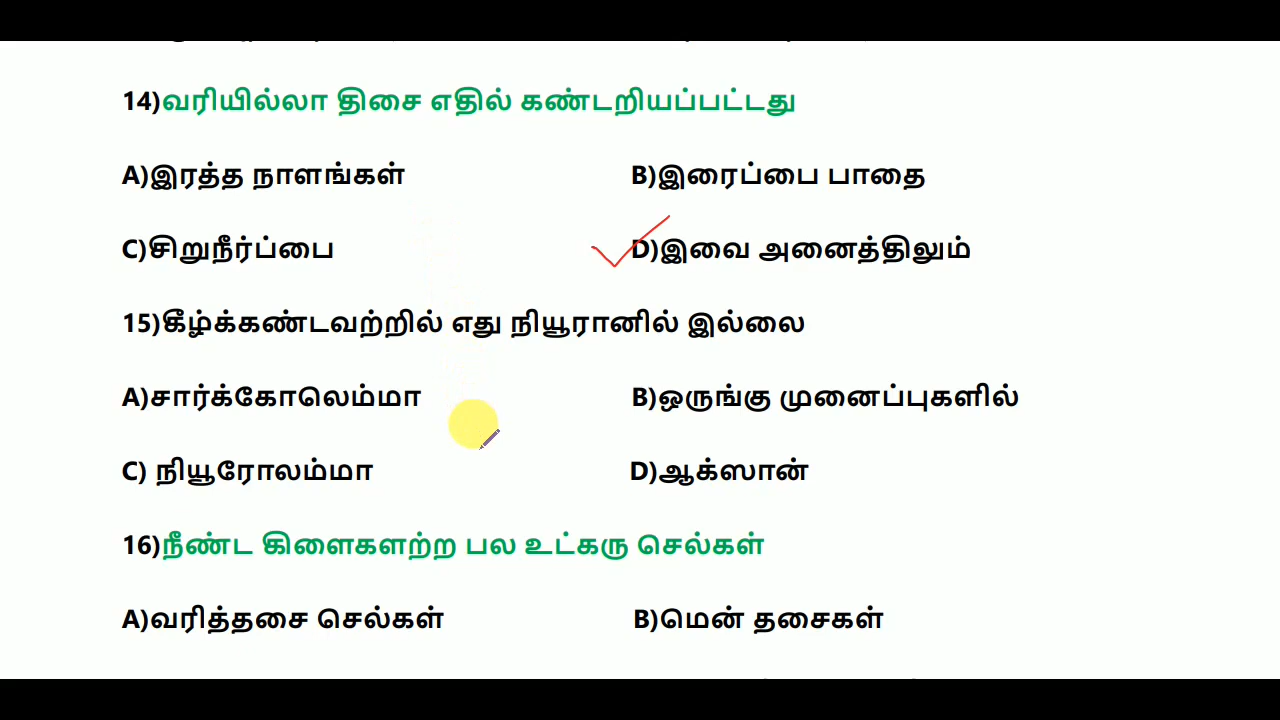 14)வரியில்லா திசை எதில் கண்டறியப்பட்டது
A)இரத்த நாளங்கள் B)இரைப்பை பாதை
C)சிறுநீர்ப்பை D)இவை அனைத்திலும்
15)கீழ்க்கண்டவற்றில் எது நியூரானில் இல்லை
A)சார்க்கோலெம்மா B)ஒருங்கு முனைப்புகளில்
C) நியூரோலம்மா D)ஆக்ஸான்
16)நீண்ட கிளைகளற்ற பல உட்கரு செல்கள்
A)வரித்தசை செல்கள் B)மென் தசைகள்